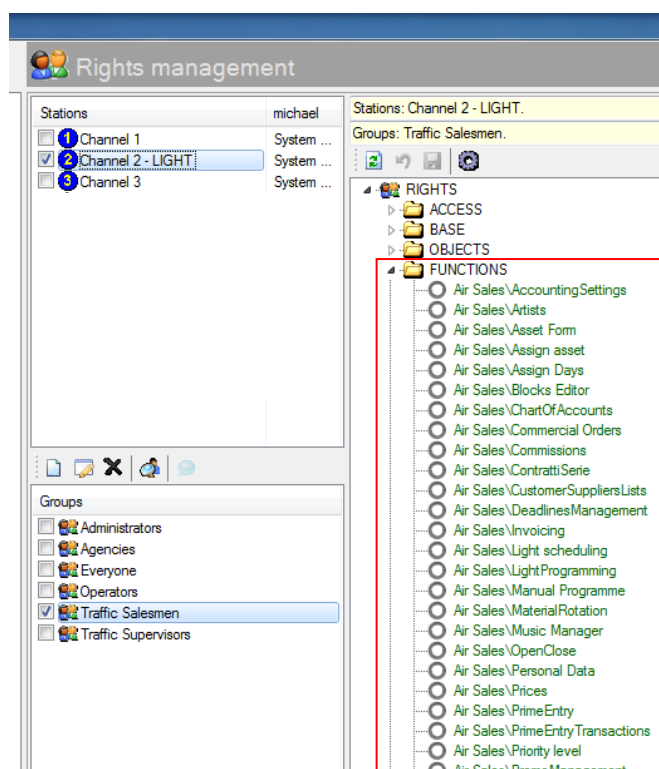 Rights management
Stations michael
1 Channel 1 System ...
2 Channel 2 - LIGHT System ...
3 Channel 3 System ...
Groups
Administrators
Agencies
Everyone
Operators
Traffic Salesmen
Traffic Supervisors
Stations: Channel 2 - LIGHT.
Groups: Traffic Salesmen.
RIGHTS
ACCESS
BASE
OBJECTS
FUNCTIONS
Air Sales\AccountingSettings
Air Sales\Artists
Air Sales\Asset Form
Air Sales\Assign asset
Air Sales\Assign Days
Air Sales\Blocks Editor
Air Sales\ChartOfAccounts
Air Sales\Commercial Orders
Air Sales\Commissions
Air Sales\ContrattiSerie
Air Sales\CustomerSuppliersLists
Air Sales\DeadlinesManagement
Air Sales\Invoicing
Air Sales\Light scheduling
Air Sales\LightProgramming
Air Sales\Manual Programme
Air Sales\MaterialRotation
Air Sales\Music Manager
Air Sales\OpenClose
Air Sales\Personal Data
Air Sales\Prices
Air Sales\PrimeEntry
Air Sales\PrimeEntryTransactions
Air Sales\Priority level